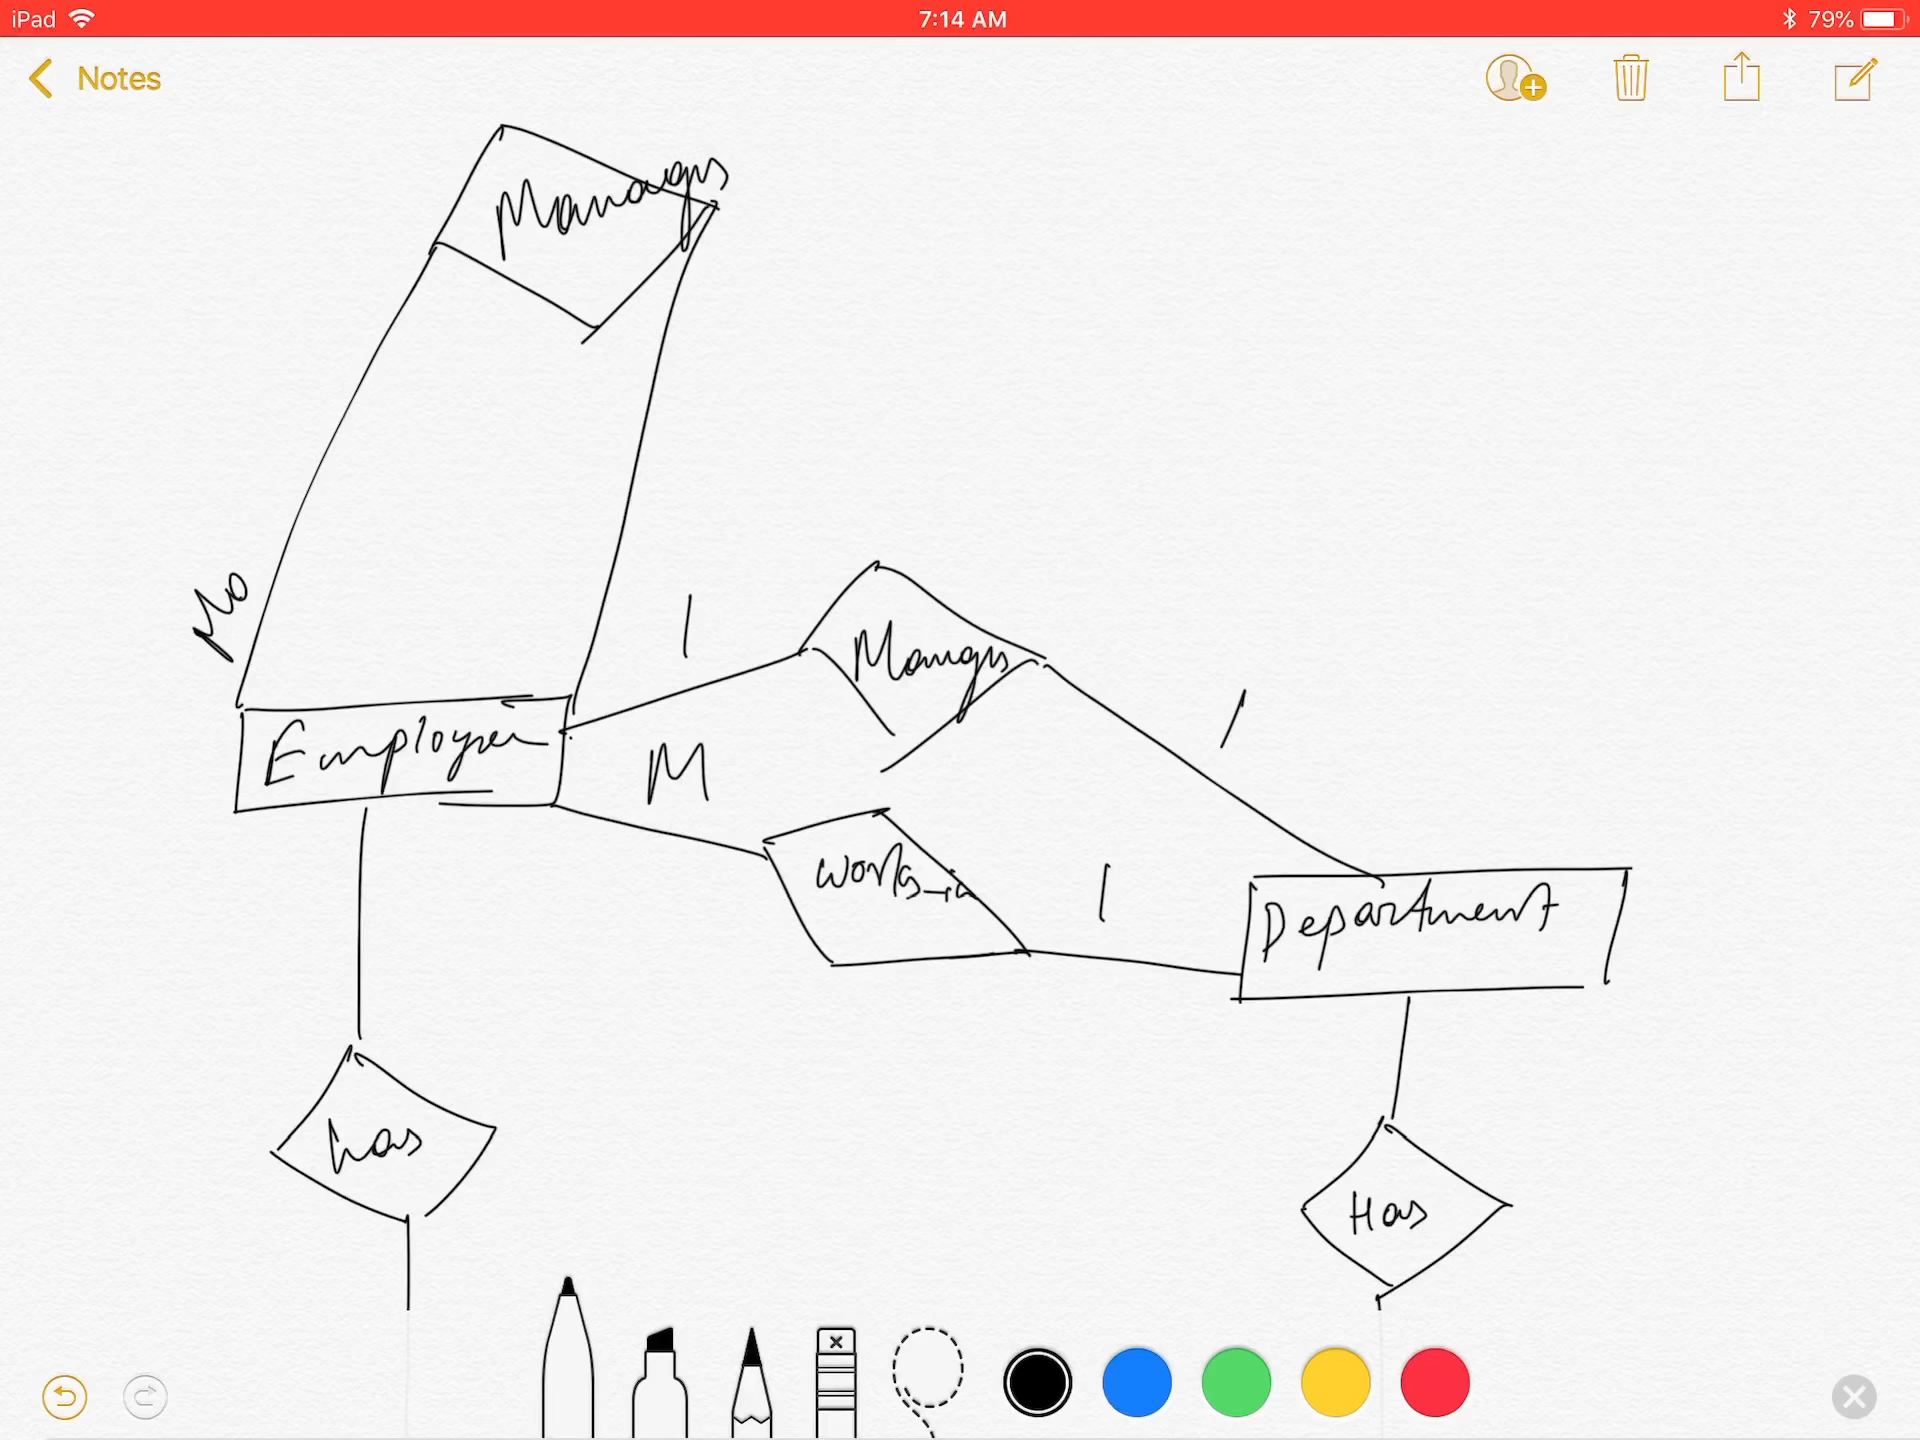 iPad 7:14 AM 79%
Notes
Manages
Mo
1
Manages
1
Employee
M
Works_in
1
Department
has
Has